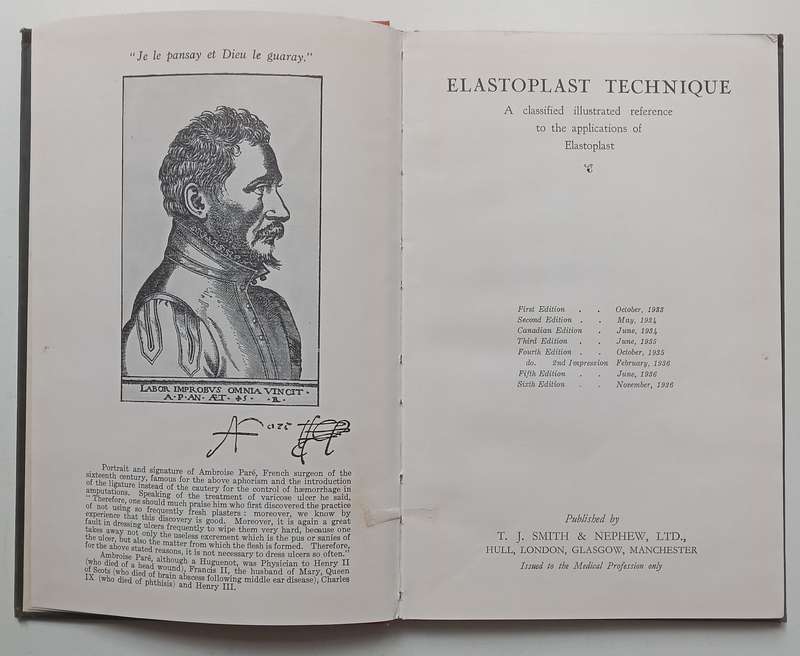 "Je le pansay et Dieu le guaray."
LABOR IMPROBVS OMNIA VINCIT ·
A · P · AN · ÆT · 45 · · R ·
A Paré
Portrait and signature of Ambroise Paré, French surgeon of the
sixteenth century, famous for the above aphorism and the introduction
of the ligature instead of the cautery for the control of hæmorrhage in
amputations. Speaking of the treatment of varicose ulcer he said,
"Therefore, one should much praise him who first discovered the practice
of not using so frequently fresh plasters : moreover, we know by
experience that this discovery is good. Moreover, it is again a great
fault in dressing ulcers frequently to wipe them very hard, because one
takes away not only the useless excrement which is the pus or sanies of
the ulcer, but also the matter from which the flesh is formed. Therefore,
for the above stated reasons, it is not necessary to dress ulcers so often."
Ambroise Paré, although a Huguenot, was Physician to Henry II
(who died of a head wound), Francis II, the husband of Mary, Queen
of Scots (who died of brain abscess following middle ear disease), Charles
IX (who died of phthisis) and Henry III.
ELASTOPLAST TECHNIQUE
A classified illustrated reference
to the applications of
Elastoplast
First Edition . . October, 1933
Second Edition . . May, 1934
Canadian Edition . June, 1934
Third Edition . . June, 1935
Fourth Edition . . October, 1935
do. 2nd Impression February, 1936
Fifth Edition . . June, 1936
Sixth Edition . . November, 1936
Published by
T. J. SMITH & NEPHEW, LTD.,
HULL, LONDON, GLASGOW, MANCHESTER
Issued to the Medical Profession only